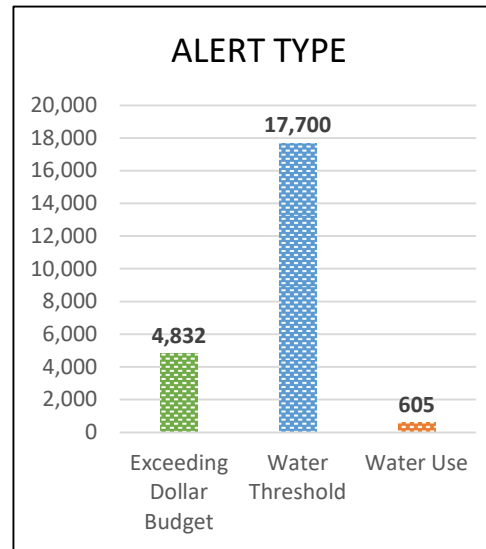 ALERT TYPE
20,000
18,000
16,000
14,000
12,000
10,000
8,000
6,000
4,000
2,000
0
4,832
17,700
605
Exceeding
Dollar
Budget
Water
Threshold
Water Use